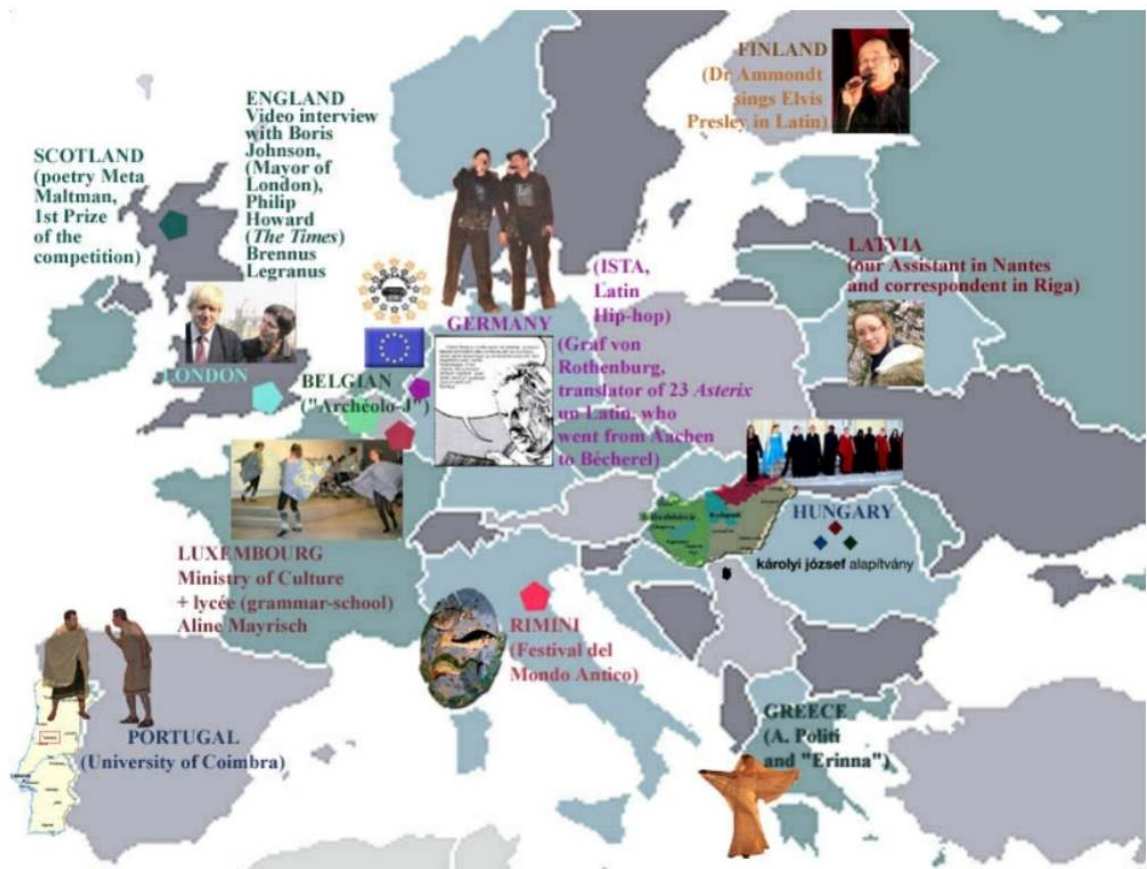 FINLAND
(Dr Ammondt
sings Elvis
Presley in Latin)
ENGLAND
Video interview
with Boris
Johnson,
(Mayor of
London),
Philip
Howard
(The Times)
Brennus
Legranus
SCOTLAND
(poetry Meta
Maltman,
1st Prize
of the
competition)
LATVIA
(our Assistant in Nantes
and correspondent in Riga)
(ISTA,
Latin
Hip-hop)
GERMANY
(Graf von
Rothenburg,
translator of 23 Asterix
un Latin, who
went from Aachen
to Bécherel)
LONDON
BELGIAN
("Archéolo-J")
HUNGARY
károlyi józsef alapítvány
LUXEMBOURG
Ministry of Culture
+ lycée (grammar-school)
Aline Mayrisch
RIMINI
(Festival del
Mondo Antico)
PORTUGAL
(University of Coimbra)
GREECE
(A. Politi
and "Erinna")